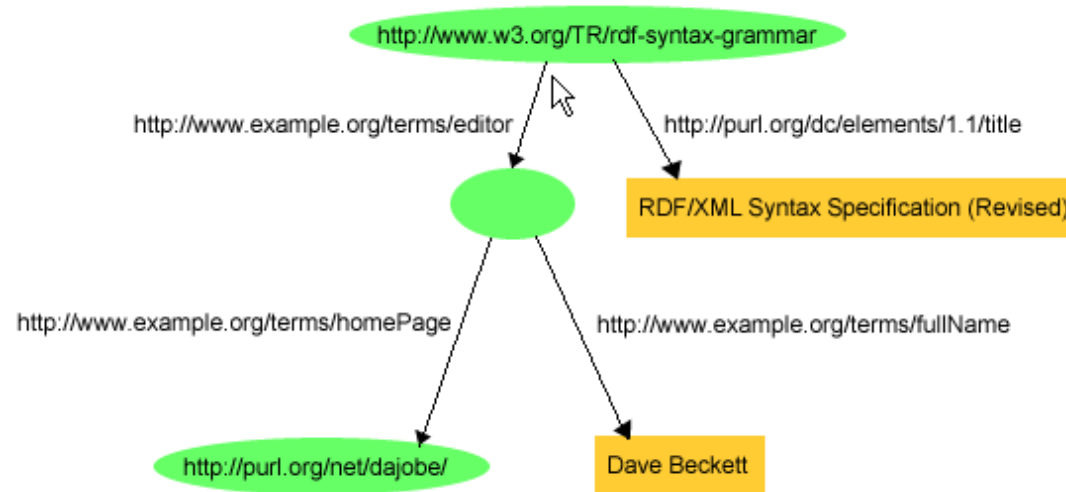 http://www.w3.org/TR/rdf-syntax-grammar
http://www.example.org/terms/editor
http://purl.org/dc/elements/1.1/title
RDF/XML Syntax Specification (Revised)
http://www.example.org/terms/homePage
http://www.example.org/terms/fullName
http://purl.org/net/dajobe/
Dave Beckett